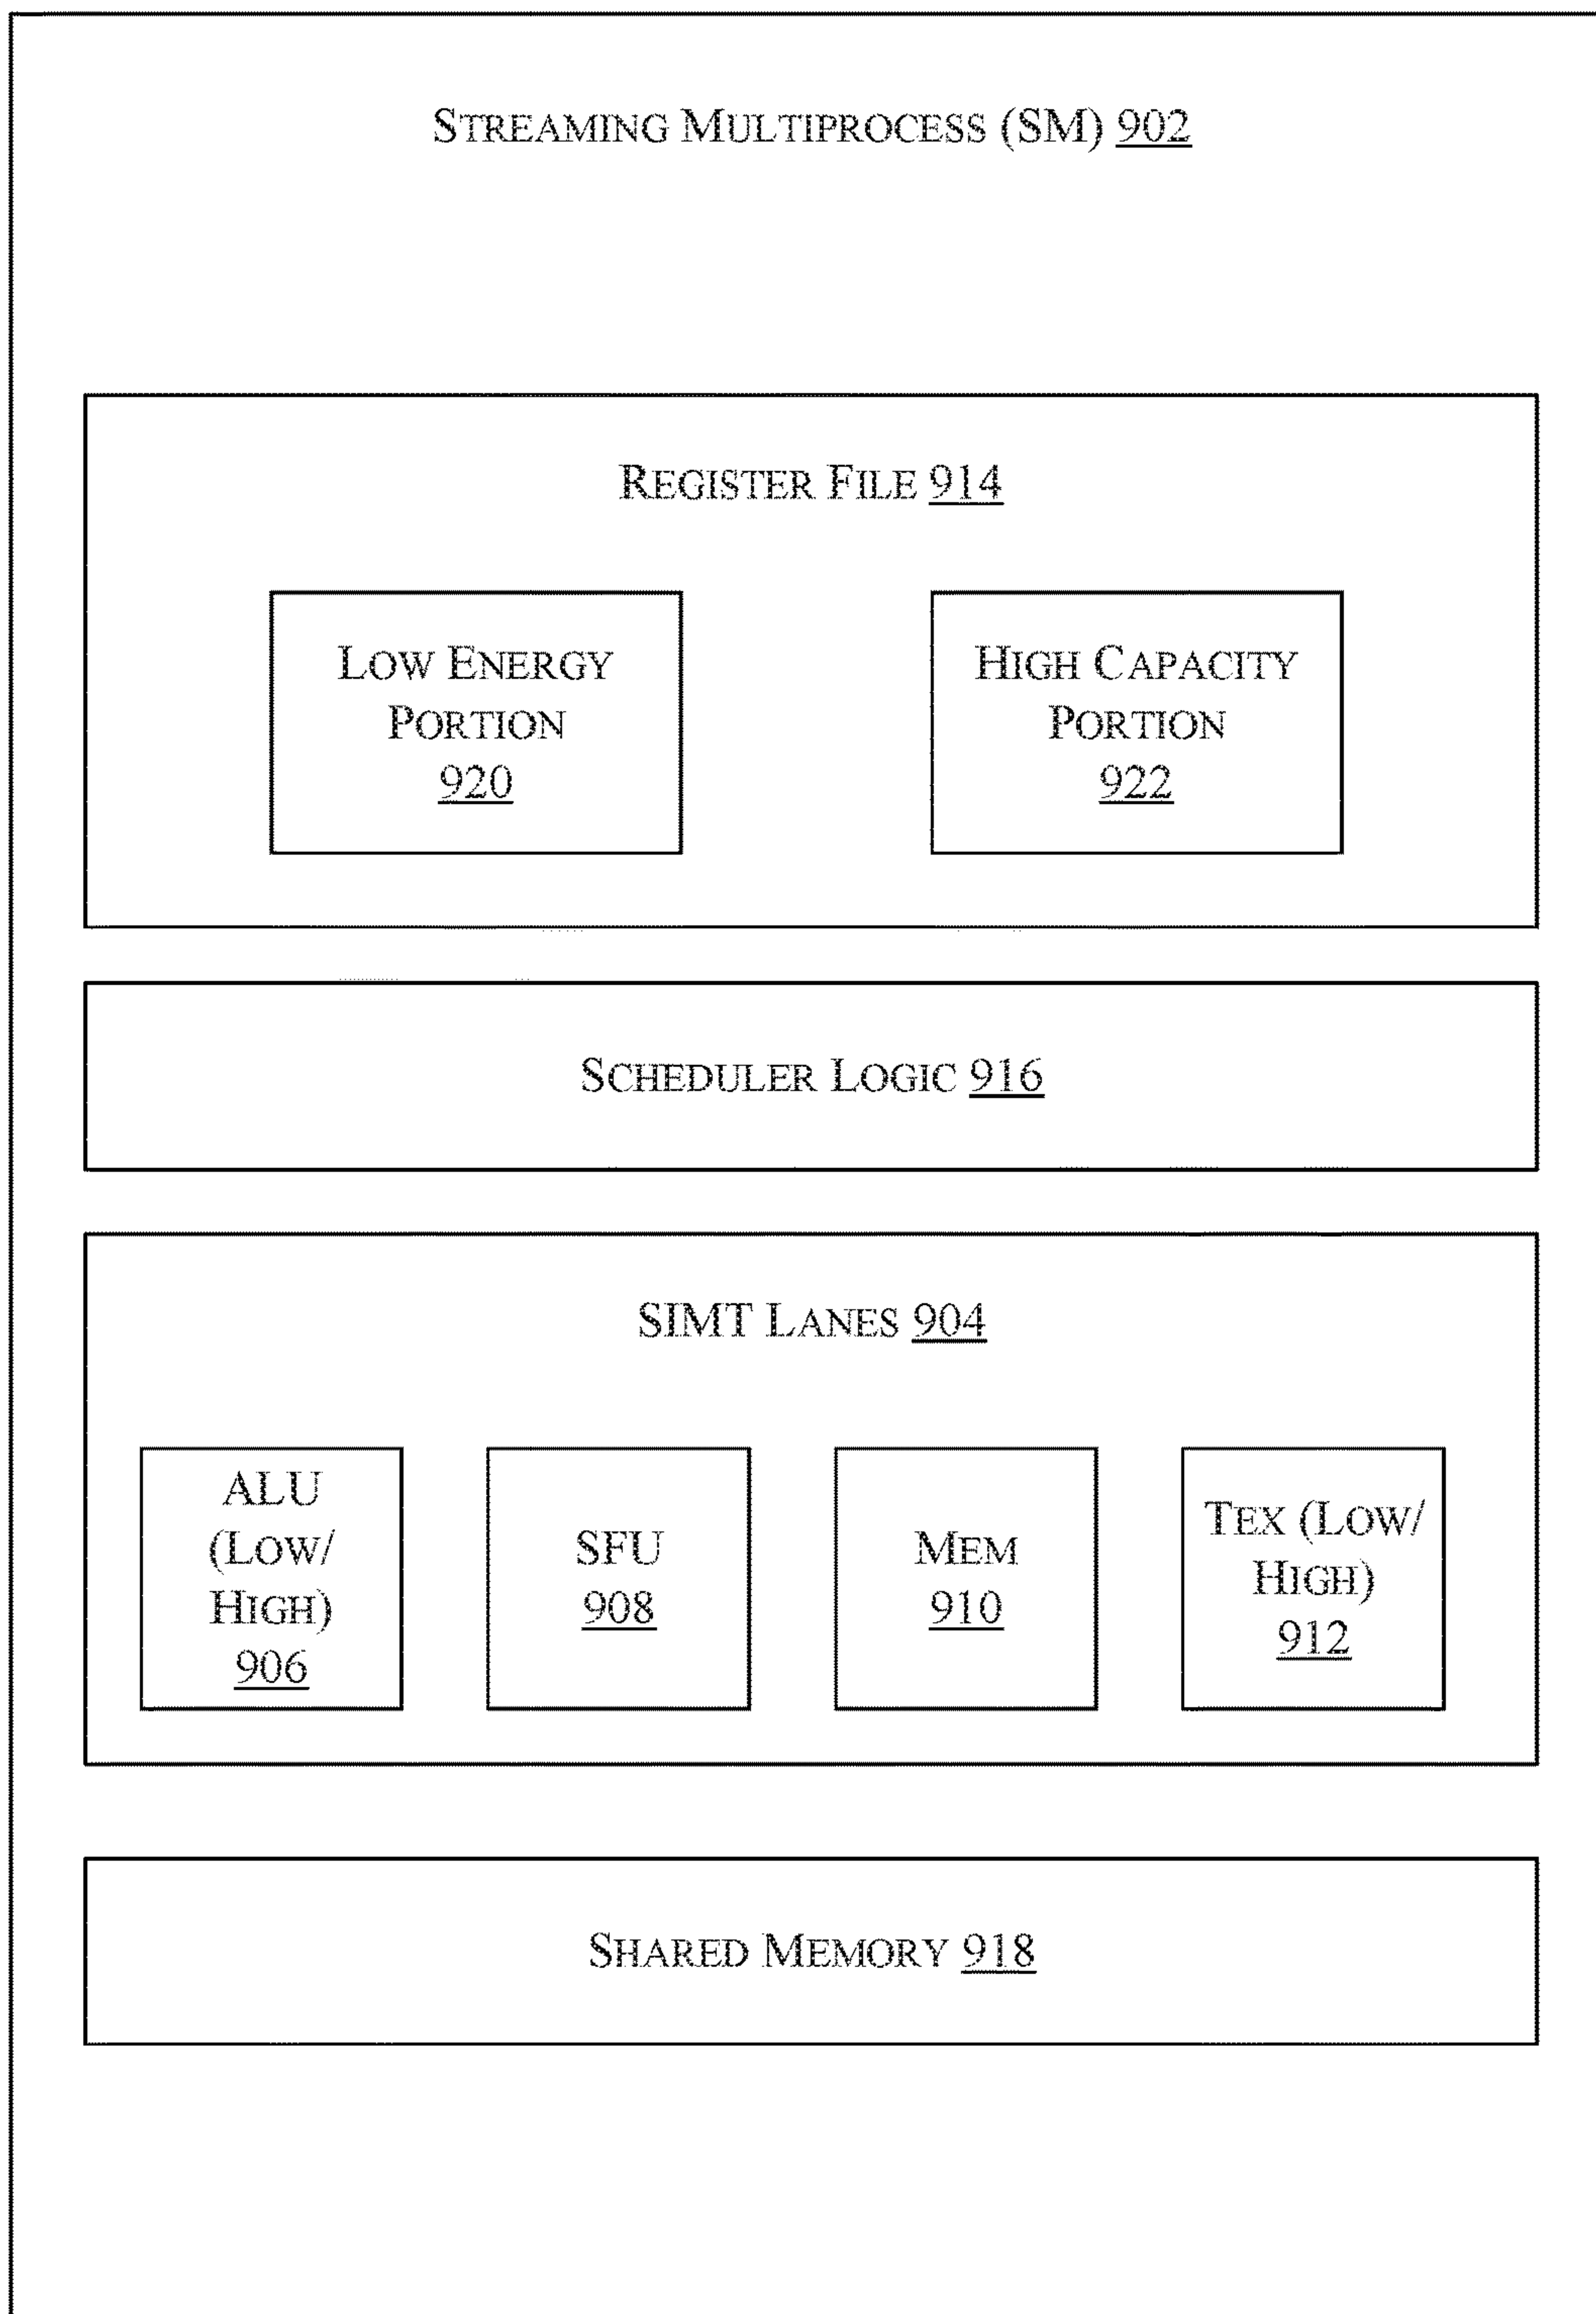 STREAMING MULTIPROCESS (SM) 902
REGISTER FILE 914
LOW ENERGY
PORTION
920
HIGH CAPACITY
PORTION
922
SCHEDULER LOGIC 916
SIMT LANES 904
ALU
(LOW/
HIGH)
906
SFU
908
MEM
910
TEX (LOW/
HIGH)
912
SHARED MEMORY 918